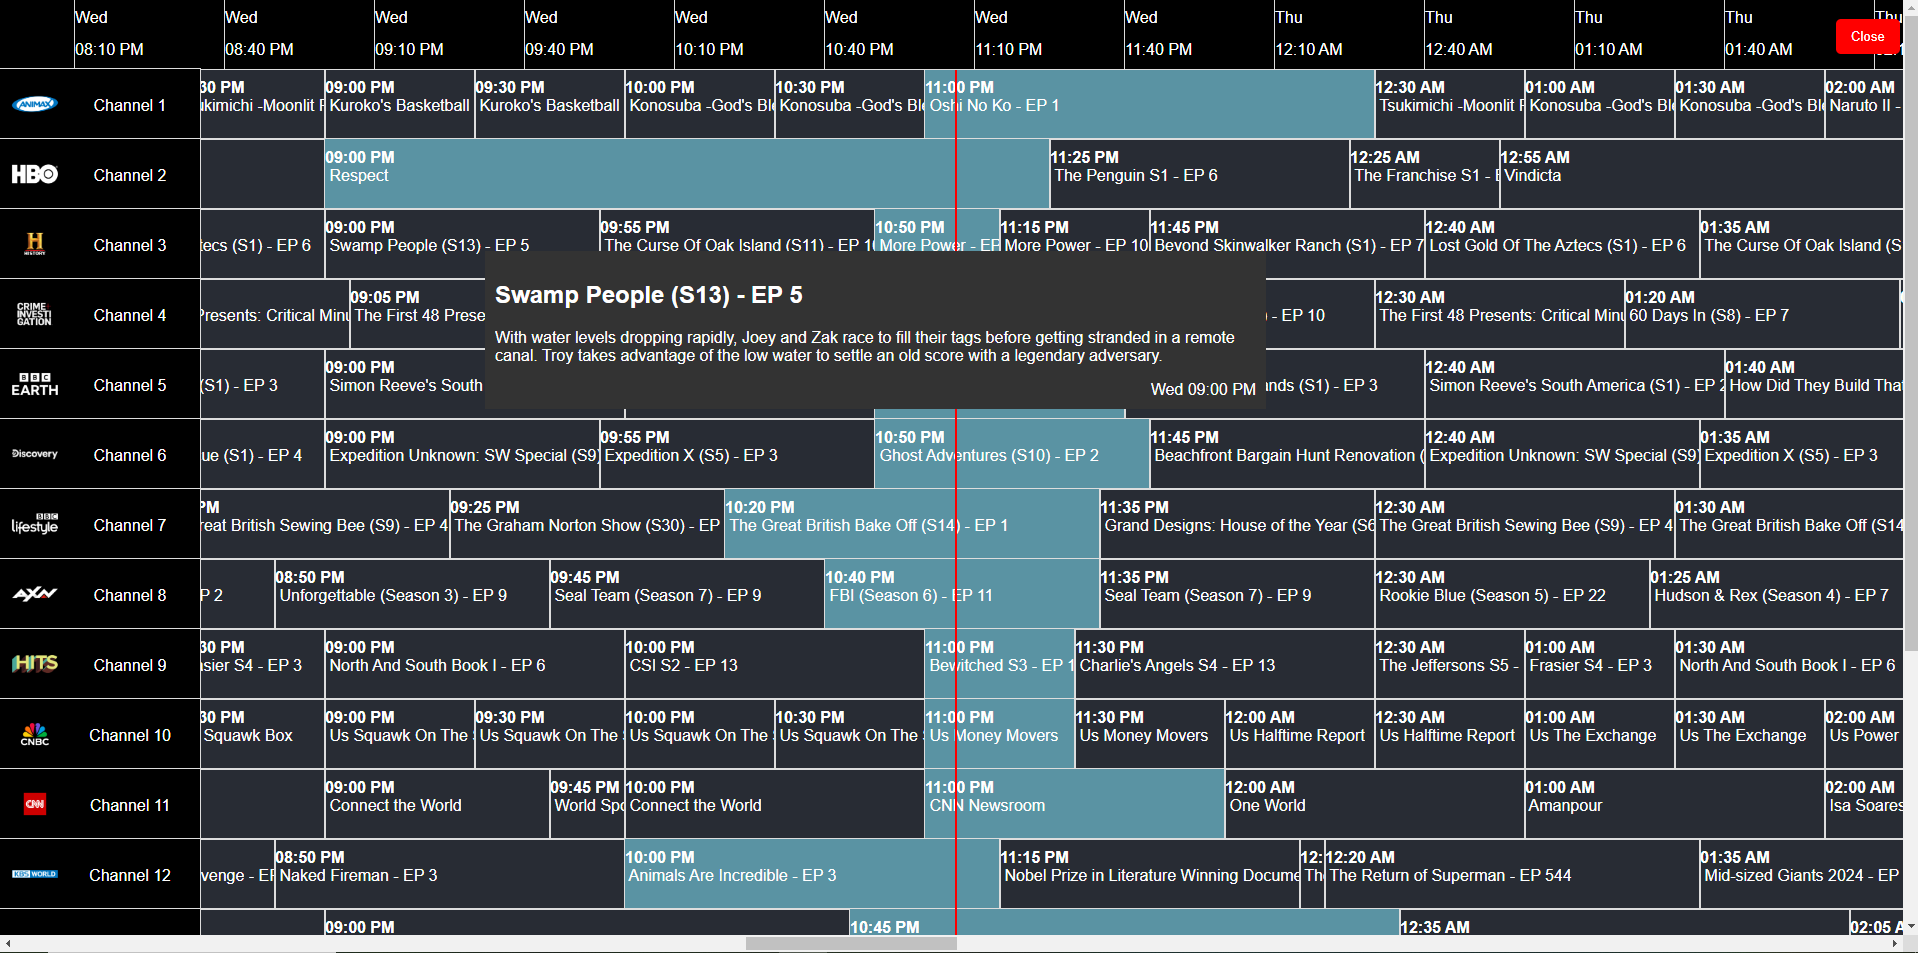 Wed Wed Wed Wed Wed Wed Wed Wed Thu Thu Thu Thu Thu
08:10 PM 08:40 PM 09:10 PM 09:40 PM 10:10 PM 10:40 PM 11:10 PM 11:40 PM 12:10 AM 12:40 AM 01:10 AM 01:40 AM
Close
ANIMAX Channel 1
30 PM 09:00 PM 09:30 PM 10:00 PM 10:30 PM 11:00 PM 12:30 AM 01:00 AM 01:30 AM 02:00 AM
ukimichi -Moonlit F Kuroko's Basketball Kuroko's Basketball Konosuba -God's Ble Konosuba -God's Ble Oshi No Ko - EP 1 Tsukimichi -Moonlit F Konosuba -God's Ble Konosuba -God's Ble Naruto II -
HBO Channel 2
09:00 PM 11:25 PM 12:25 AM 12:55 AM
Respect The Penguin S1 - EP 6 The Franchise S1 - E Vindicta
H HISTORY Channel 3
09:00 PM 09:55 PM 10:50 PM 11:15 PM 11:45 PM 12:40 AM 01:35 AM
tecs (S1) - EP 6 Swamp People (S13) - EP 5 The Curse Of Oak Island (S11) - EP 10 More Power - EP More Power - EP 10 Beyond Skinwalker Ranch (S1) - EP 7 Lost Gold Of The Aztecs (S1) - EP 6 The Curse Of Oak Island (S
CRIME+ INVESTIGATION Channel 4
09:05 PM 12:30 AM 01:20 AM
Presents: Critical Minu The First 48 Prese - EP 10 The First 48 Presents: Critical Minu 60 Days In (S8) - EP 7
Swamp People (S13) - EP 5
With water levels dropping rapidly, Joey and Zak race to fill their tags before getting stranded in a remote
canal. Troy takes advantage of the low water to settle an old score with a legendary adversary.
Wed 09:00 PM
BBC EARTH Channel 5
09:00 PM 12:40 AM 01:40 AM
(S1) - EP 3 Simon Reeve's South nds (S1) - EP 3 Simon Reeve's South America (S1) - EP 2 How Did They Build That
Discovery Channel 6
09:00 PM 09:55 PM 10:50 PM 11:45 PM 12:40 AM 01:35 AM
ue (S1) - EP 4 Expedition Unknown: SW Special (S9) Expedition X (S5) - EP 3 Ghost Adventures (S10) - EP 2 Beachfront Bargain Hunt Renovation ( Expedition Unknown: SW Special (S9) Expedition X (S5) - EP 3
BBC lifestyle Channel 7
PM 09:25 PM 10:20 PM 11:35 PM 12:30 AM 01:30 AM
reat British Sewing Bee (S9) - EP 4 The Graham Norton Show (S30) - EP The Great British Bake Off (S14) - EP 1 Grand Designs: House of the Year (S6 The Great British Sewing Bee (S9) - EP 4 The Great British Bake Off (S14
AXN Channel 8
08:50 PM 09:45 PM 10:40 PM 11:35 PM 12:30 AM 01:25 AM
P 2 Unforgettable (Season 3) - EP 9 Seal Team (Season 7) - EP 9 FBI (Season 6) - EP 11 Seal Team (Season 7) - EP 9 Rookie Blue (Season 5) - EP 22 Hudson & Rex (Season 4) - EP 7
HITS Channel 9
30 PM 09:00 PM 10:00 PM 11:00 PM 11:30 PM 12:30 AM 01:00 AM 01:30 AM
asier S4 - EP 3 North And South Book I - EP 6 CSI S2 - EP 13 Bewitched S3 - EP 1 Charlie's Angels S4 - EP 13 The Jeffersons S5 - Frasier S4 - EP 3 North And South Book I - EP 6
CNBC Channel 10
30 PM 09:00 PM 09:30 PM 10:00 PM 10:30 PM 11:00 PM 11:30 PM 12:00 AM 12:30 AM 01:00 AM 01:30 AM 02:00 AM
Squawk Box Us Squawk On The Us Squawk On The Us Squawk On The Us Squawk On The Us Money Movers Us Money Movers Us Halftime Report Us Halftime Report Us The Exchange Us The Exchange Us Power
CNN Channel 11
09:00 PM 09:45 PM 10:00 PM 11:00 PM 12:00 AM 01:00 AM 02:00 AM
Connect the World World Spo Connect the World CNN Newsroom One World Amanpour Isa Soares
KBS WORLD Channel 12
08:50 PM 10:00 PM 11:15 PM 12: 12:20 AM 01:35 AM
venge - EF Naked Fireman - EP 3 Animals Are Incredible - EP 3 Nobel Prize in Literature Winning Docume The The Return of Superman - EP 544 Mid-sized Giants 2024 - EP
09:00 PM 10:45 PM 12:35 AM 02:05 A